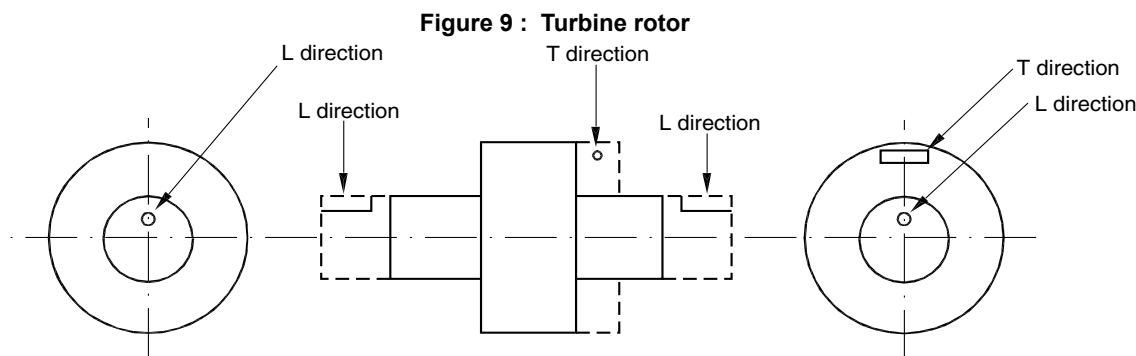 Figure 9 : Turbine rotor
L direction
T direction
L direction
L direction
T direction
L direction